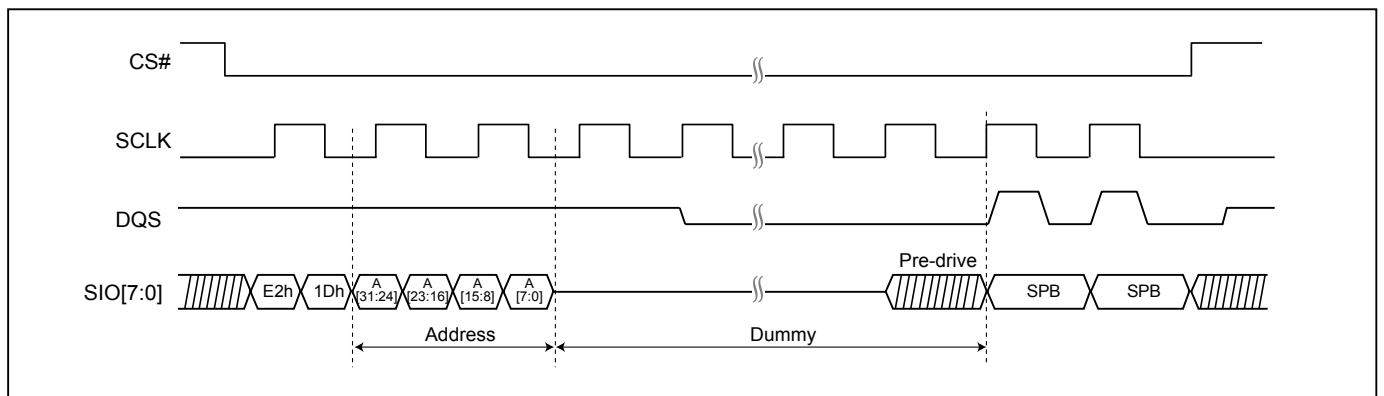 CS#
SCLK
DQS
Pre-drive
SIO[7:0]
E2h
1Dh
A
[31:24]
A
[23:16]
A
[15:8]
A
[7:0]
SPB
SPB
Address
Dummy